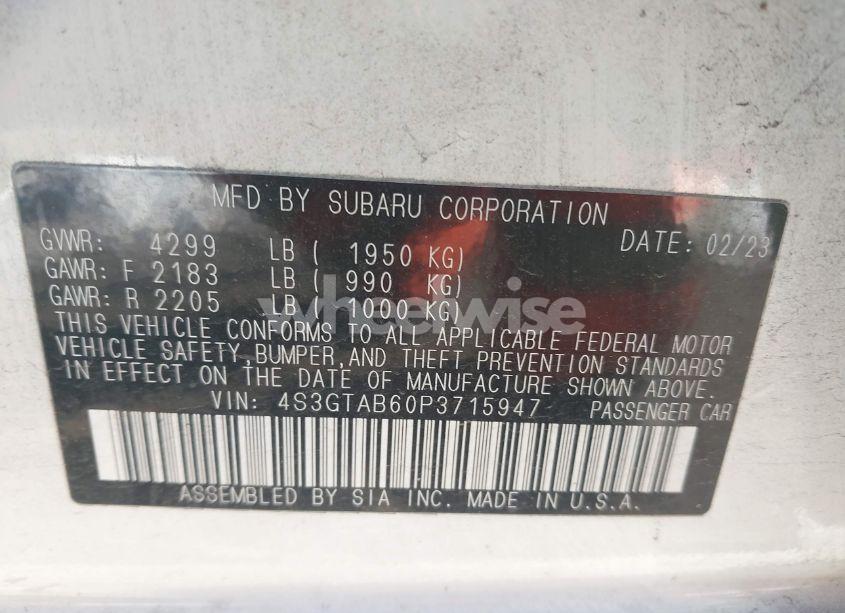 MFD BY SUBARU CORPORATION
DATE: 02/23
GVWR: 4299 LB ( 1950 KG)
GAWR: F 2183 LB ( 990 KG)
GAWR: R 2205 LB ( 1000 KG)
wheelwise
THIS VEHICLE CONFORMS TO ALL APPLICABLE FEDERAL MOTOR
VEHICLE SAFETY, BUMPER, AND THEFT PREVENTION STANDARDS
IN EFFECT ON THE DATE OF MANUFACTURE SHOWN ABOVE.
VIN: 4S3GTAB60P3715947 PASSENGER CAR
ASSEMBLED BY SIA INC. MADE IN U.S.A.